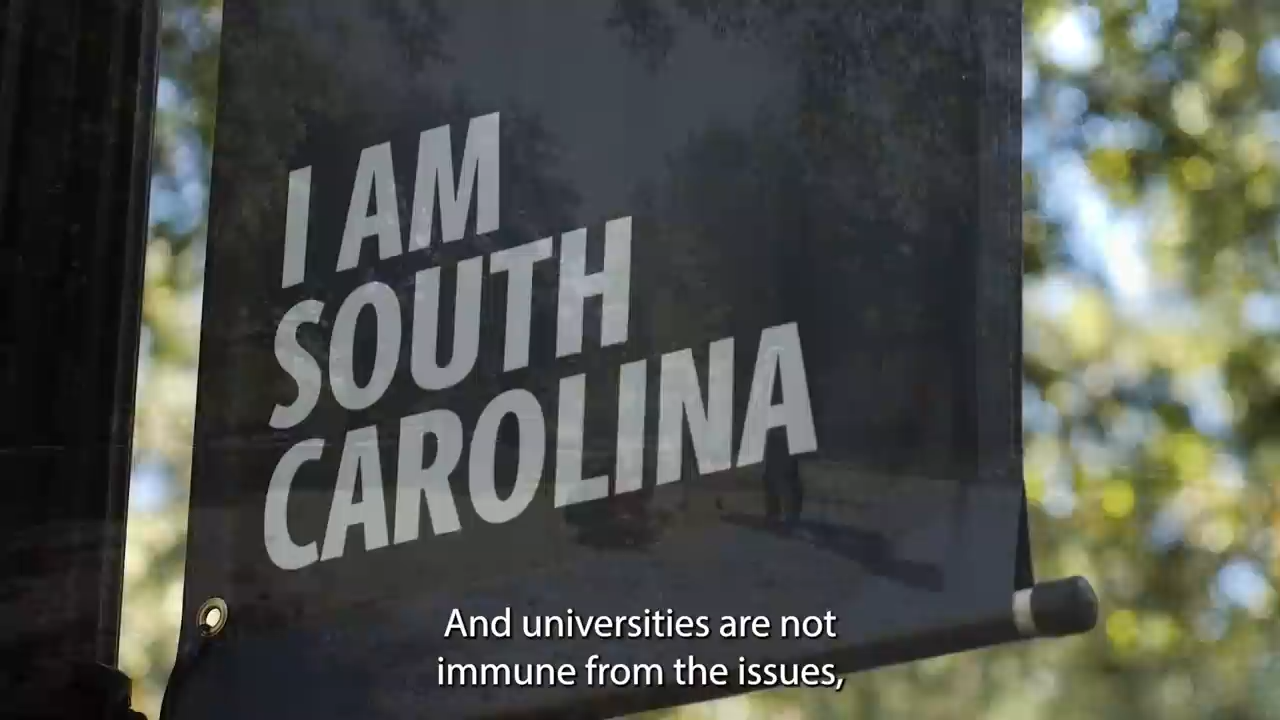 I AM
SOUTH
CAROLINA
And universities are not
immune from the issues,